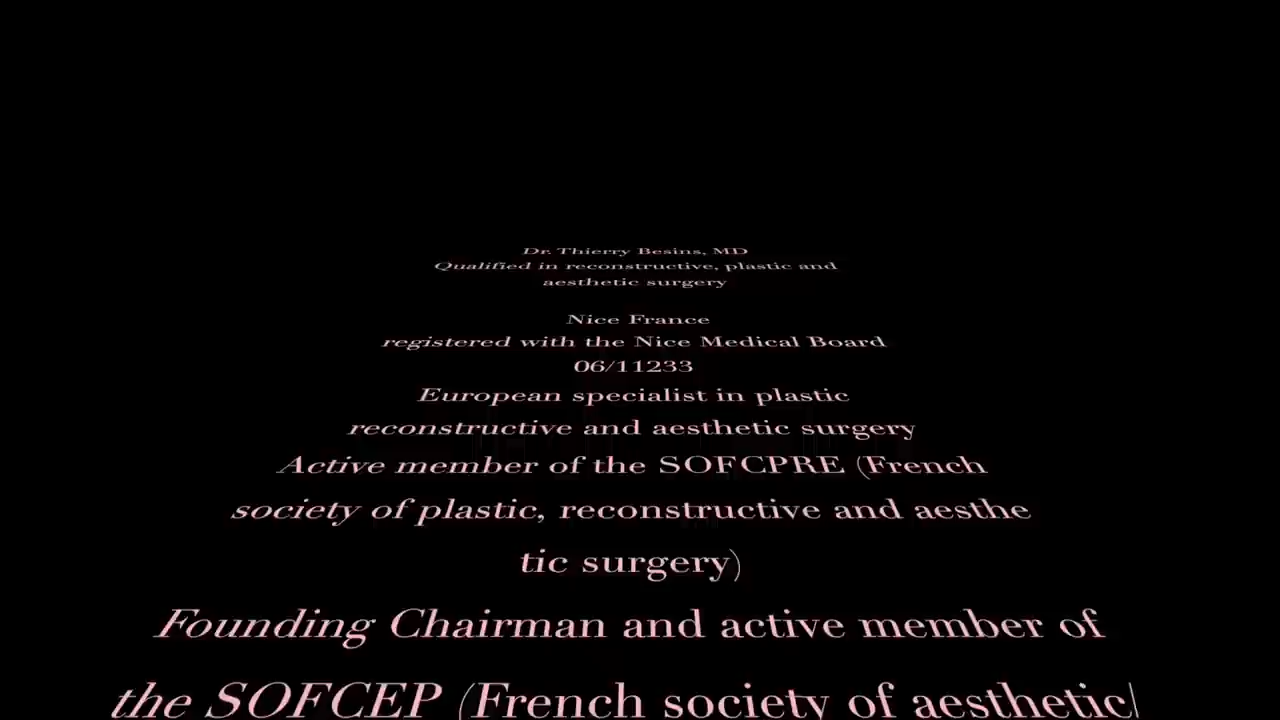 Dr. Thierry Besins, MD
Qualified in reconstructive, plastic and
aesthetic surgery
Nice France
registered with the Nice Medical Board
06/11233
European specialist in plastic
reconstructive and aesthetic surgery
Active member of the SOFCPRE (French
society of plastic, reconstructive and aesthe
tic surgery)
Founding Chairman and active member of
the SOFCEP (French society of aesthetic